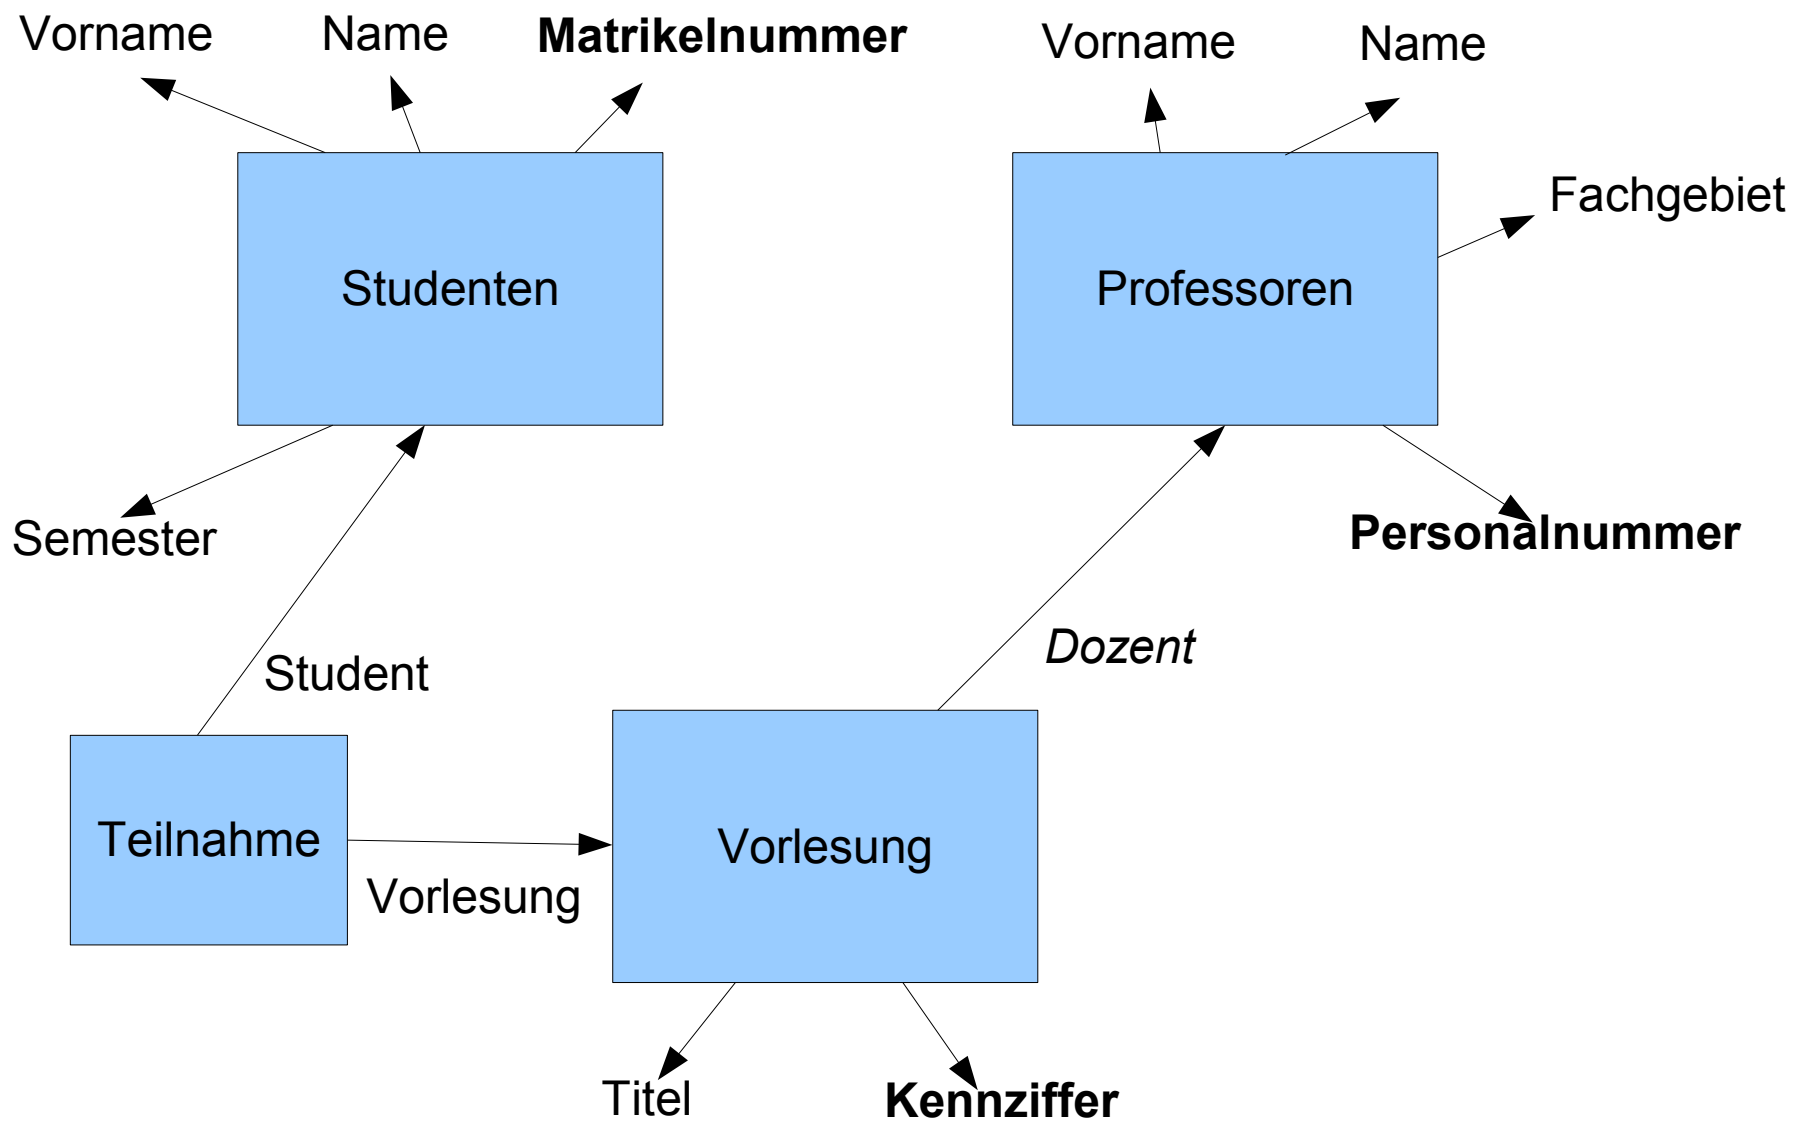 Vorname
Name
Matrikelnummer
Vorname
Name
Fachgebiet
Studenten
Professoren
Semester
Personalnummer
Dozent
Student
Teilnahme
Vorlesung
Vorlesung
Titel
Kennziffer